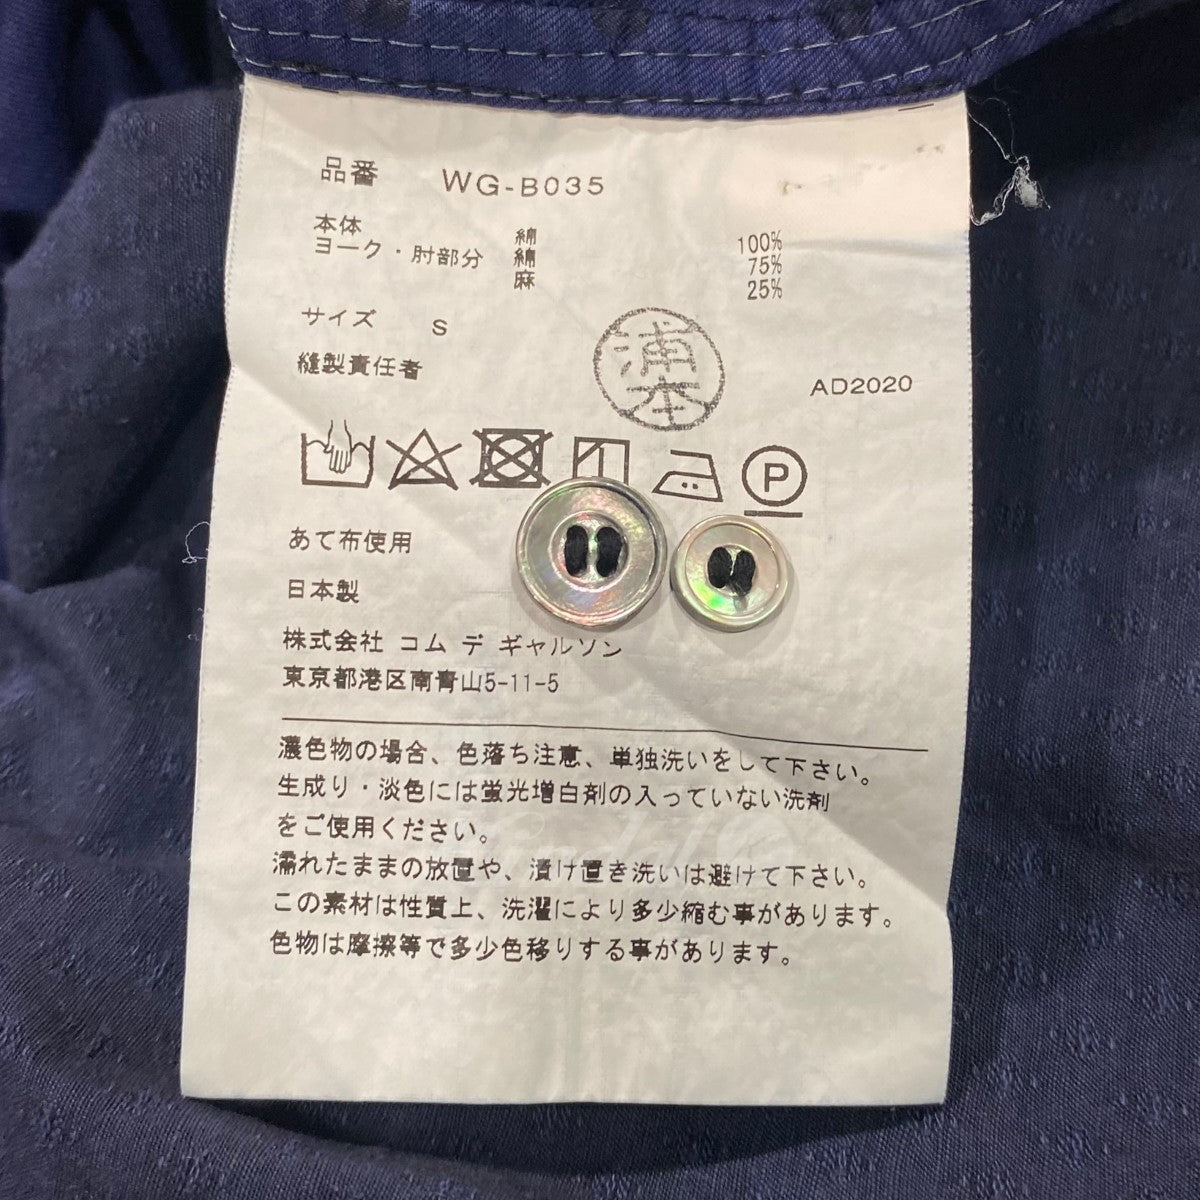 品番 WG-B035
本体 綿 100%
ヨーク・肘部分 綿 75%
麻 25%
サイズ S
縫製責任者
浦本
AD2020
P
あて布使用
日本製
株式会社 コム デ ギャルソン
東京都港区南青山5-11-5
濃色物の場合、色落ち注意、単独洗いをして下さい。
生成り・淡色には蛍光増白剤の入っていない洗剤
をご使用ください。
濡れたままの放置や、漬け置き洗いは避けて下さい。
この素材は性質上、洗濯により多少縮む事があります。
色物は摩擦等で多少色移りする事があります。